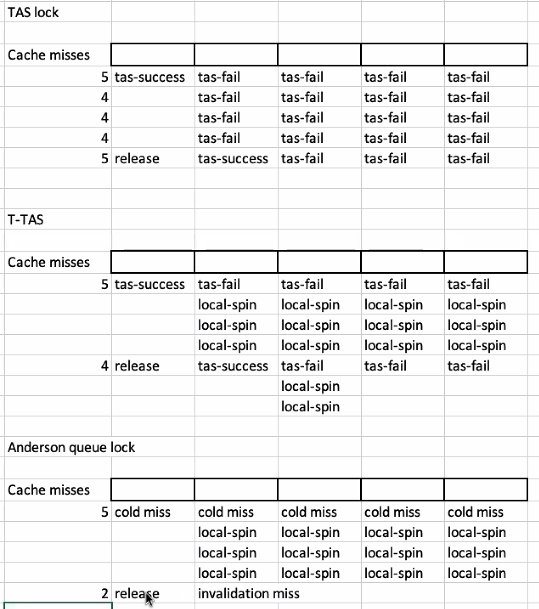 TAS lock
Cache misses
5 tas-success tas-fail tas-fail tas-fail tas-fail
4 tas-fail tas-fail tas-fail tas-fail
4 tas-fail tas-fail tas-fail tas-fail
4 tas-fail tas-fail tas-fail tas-fail
5 release tas-success tas-fail tas-fail tas-fail
T-TAS
Cache misses
5 tas-success tas-fail tas-fail tas-fail tas-fail
local-spin local-spin local-spin local-spin
local-spin local-spin local-spin local-spin
local-spin local-spin local-spin local-spin
4 release tas-success tas-fail tas-fail tas-fail
local-spin
local-spin
Anderson queue lock
Cache misses
5 cold miss cold miss cold miss cold miss cold miss
local-spin local-spin local-spin local-spin
local-spin local-spin local-spin local-spin
local-spin local-spin local-spin local-spin
2 release invalidation miss